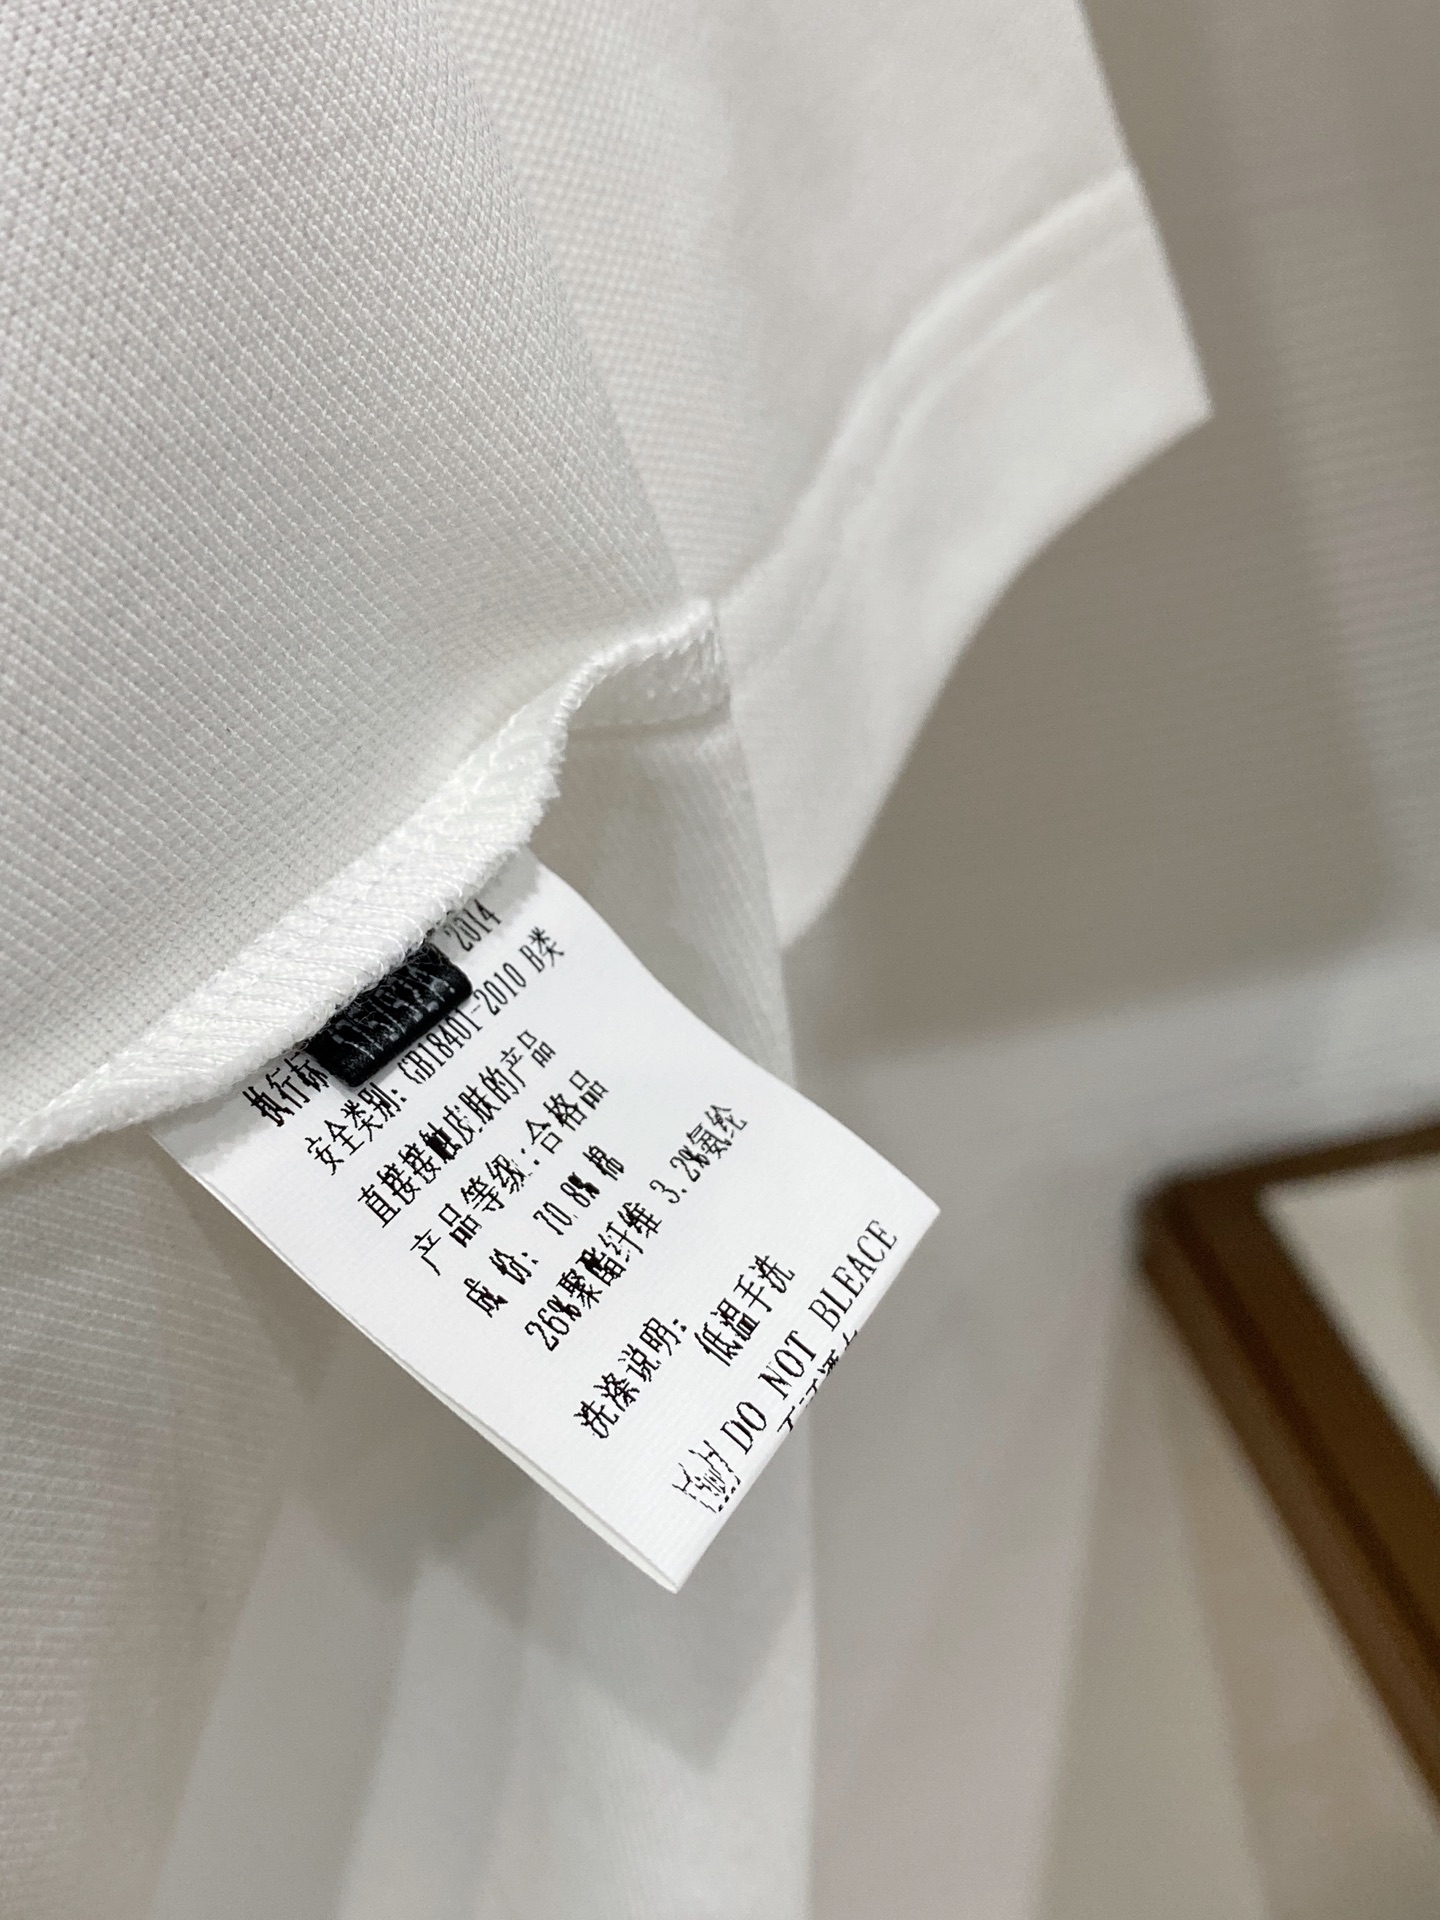 执行标 2014
安全类别: GB18401-2010 B类
直接接触皮肤的产品
产品等级:合格品
成 份: 70.8% 棉
26%聚酯纤维 3.2%氨纶
洗涤说明: 低温手洗
DO NOT BLEACE